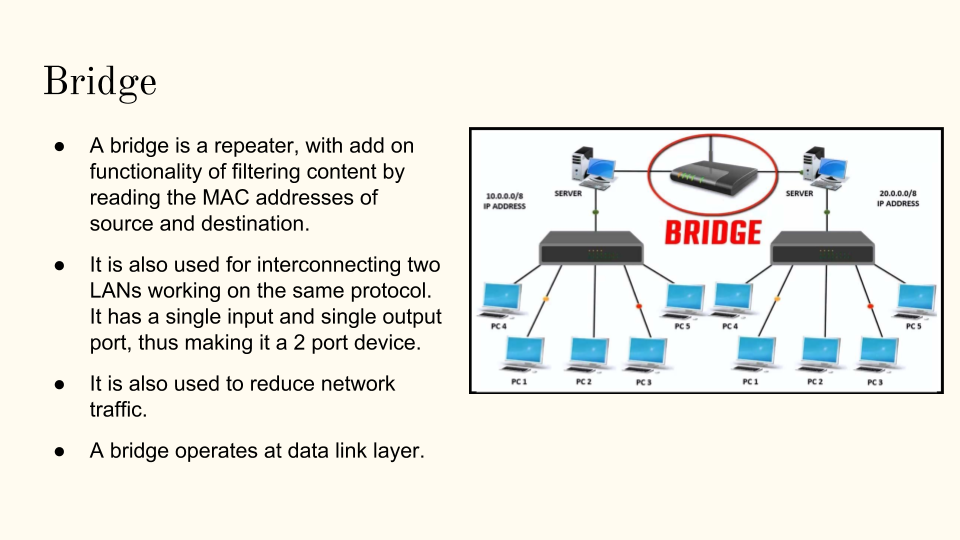 Bridge
● A bridge is a repeater, with add on
functionality of filtering content by
reading the MAC addresses of
source and destination.
● It is also used for interconnecting two
LANs working on the same protocol.
It has a single input and single output
port, thus making it a 2 port device.
● It is also used to reduce network
traffic.
● A bridge operates at data link layer.
10.0.0.0/8
IP ADDRESS
SERVER
BRIDGE
SERVER
20.0.0.0/8
IP ADDRESS
PC 4
PC 5
PC 4
PC 5
PC 1
PC 2
PC 3
PC 1
PC 2
PC 3